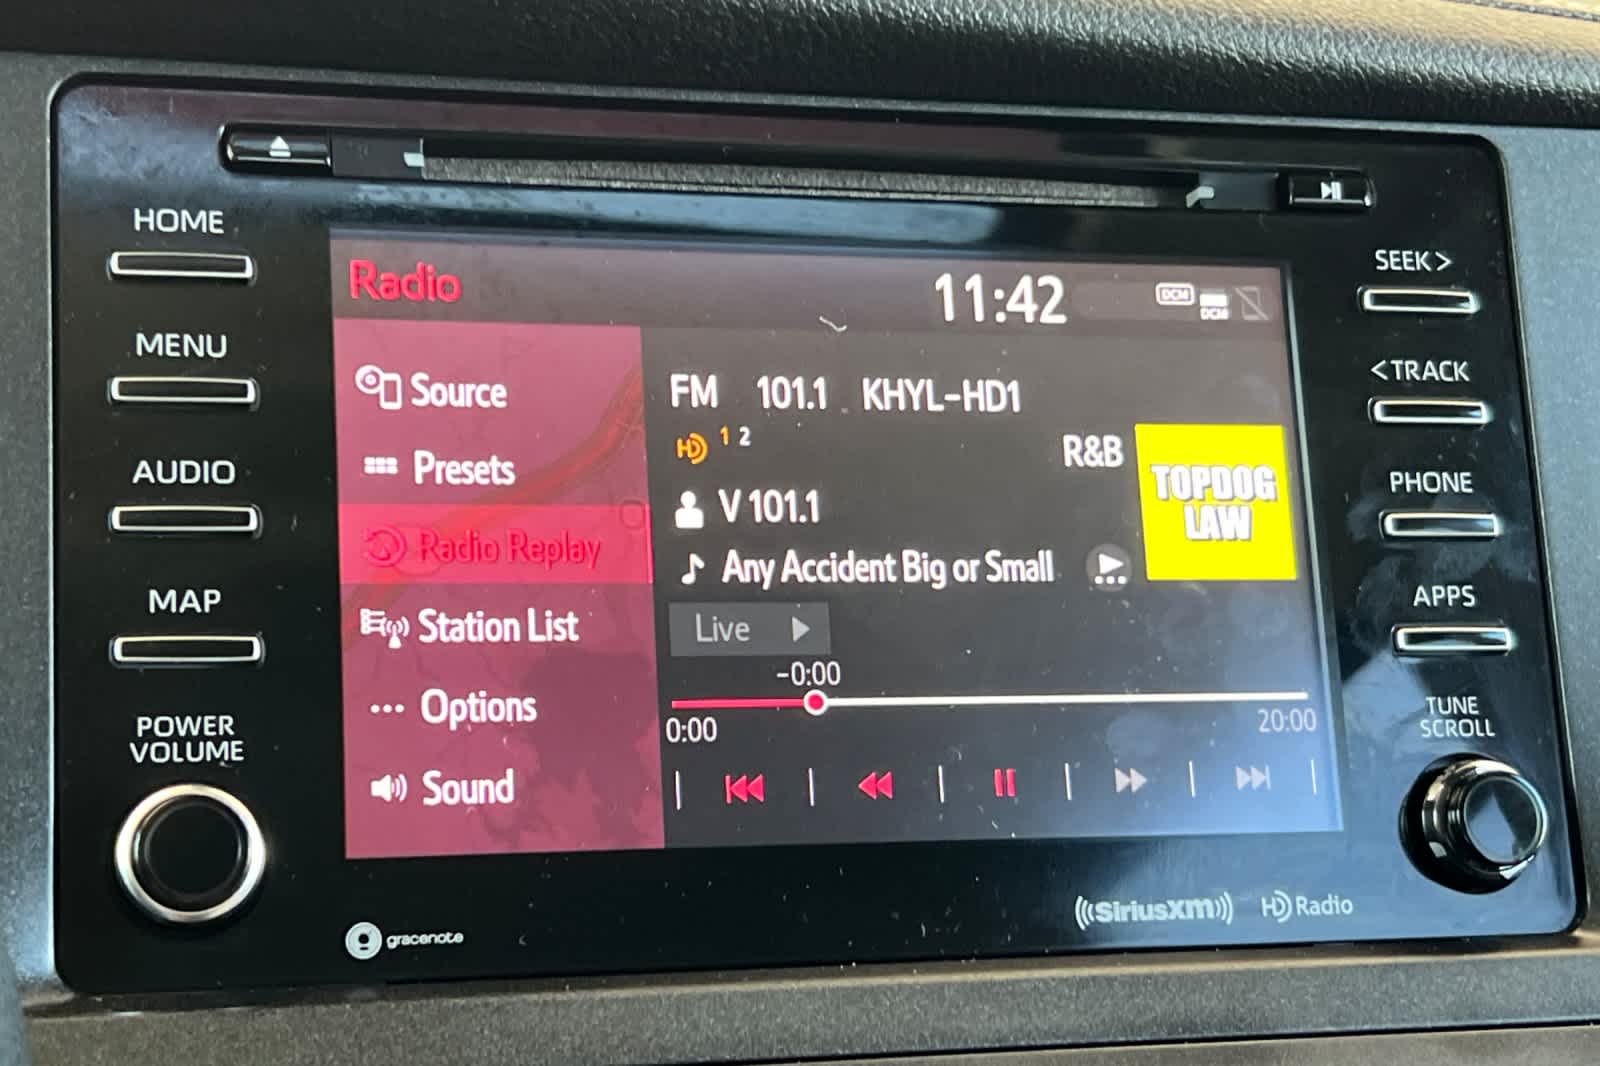 HOME
MENU
AUDIO
MAP
POWER
VOLUME
Radio
11:42
DCM
DCM
Source
Presets
Radio Replay
Station List
Options
Sound
FM 101.1 KHYL-HD1
HD 1 2
R&B
V 101.1
Any Accident Big or Small
TOPDOG
LAW
Live
-0:00
0:00
20:00
SEEK >
< TRACK
PHONE
APPS
TUNE
SCROLL
gracenote
((SiriusXM))
HD Radio